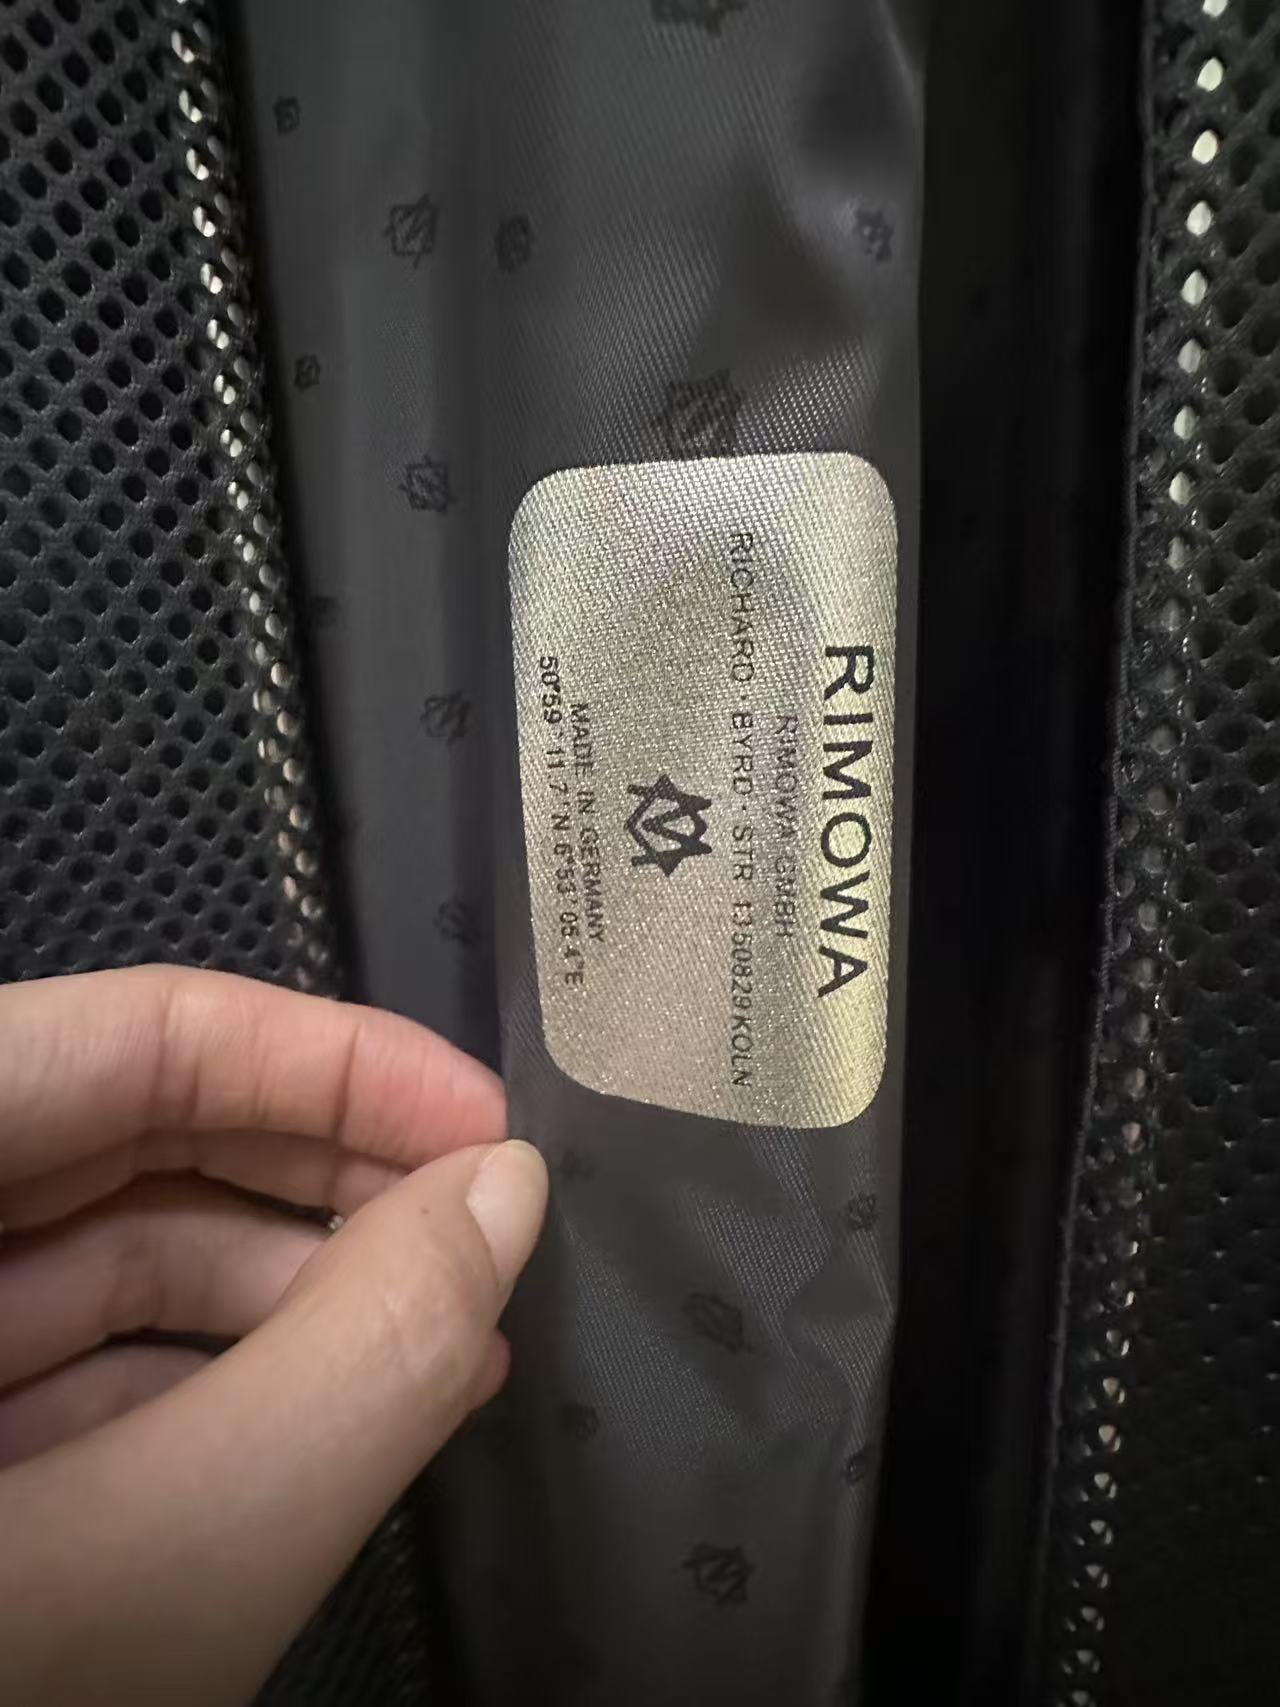 RIMOWA
RIMOWA GMBH
RICHARD · BYRD · STR 13 50829 KOLN
MADE IN GERMANY
50°59' 11.7"N 6°53' 05.4"E